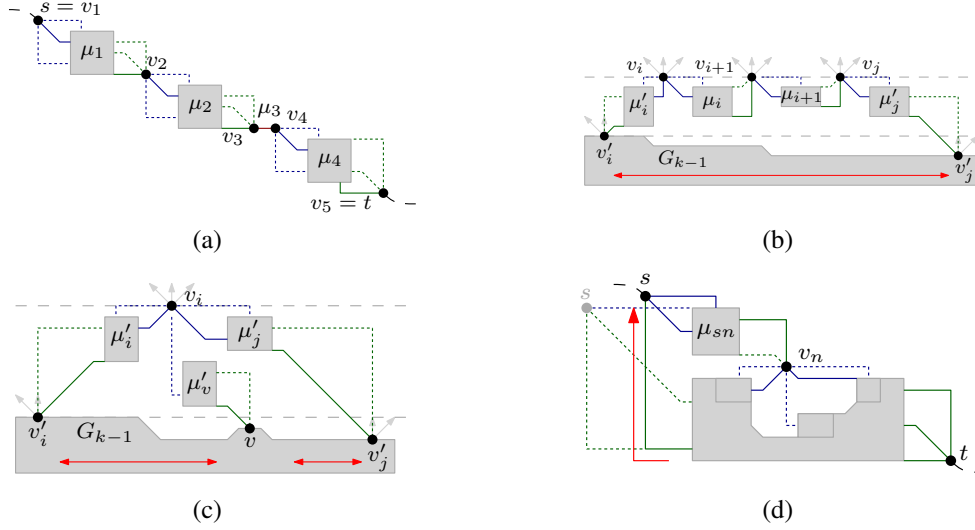 s = v₁
μ₁
v₂
μ₂
v₃
μ₃
v₄
μ₄
v₅ = t
(a)
vᵢ
vᵢ₊₁
vⱼ
μ′ᵢ
μᵢ
μᵢ₊₁
μ′ⱼ
v′ᵢ
Gₖ₋₁
v′ⱼ
(b)
vᵢ
μ′ᵢ
μ′ⱼ
μ′ᵥ
v′ᵢ
Gₖ₋₁
v
v′ⱼ
(c)
s
s
μₛₙ
vₙ
t
(d)